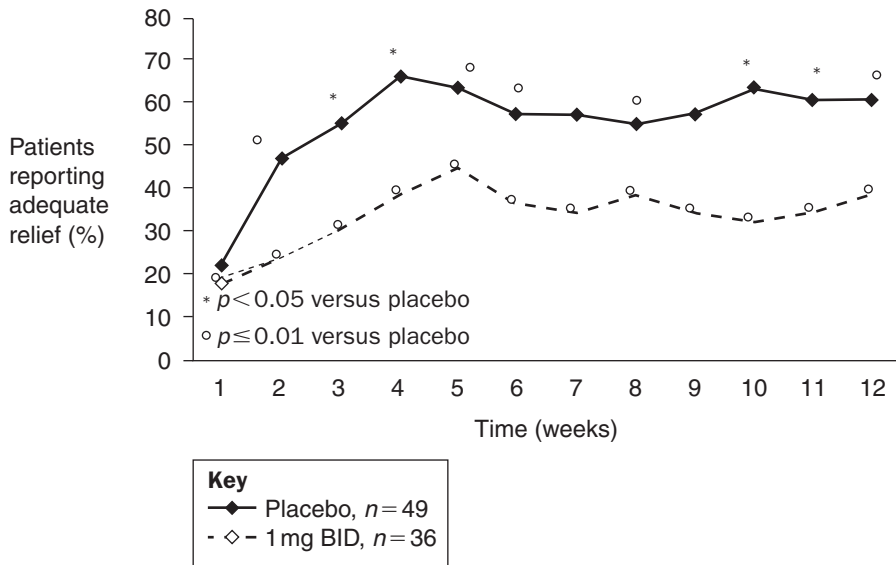 80
70
60
50
40
30
20
10
0
Patients
reporting
adequate
relief (%)
* p<0.05 versus placebo
○ p≤0.01 versus placebo
1 2 3 4 5 6 7 8 9 10 11 12
Time (weeks)
Key
Placebo, n=49
1mg BID, n=36